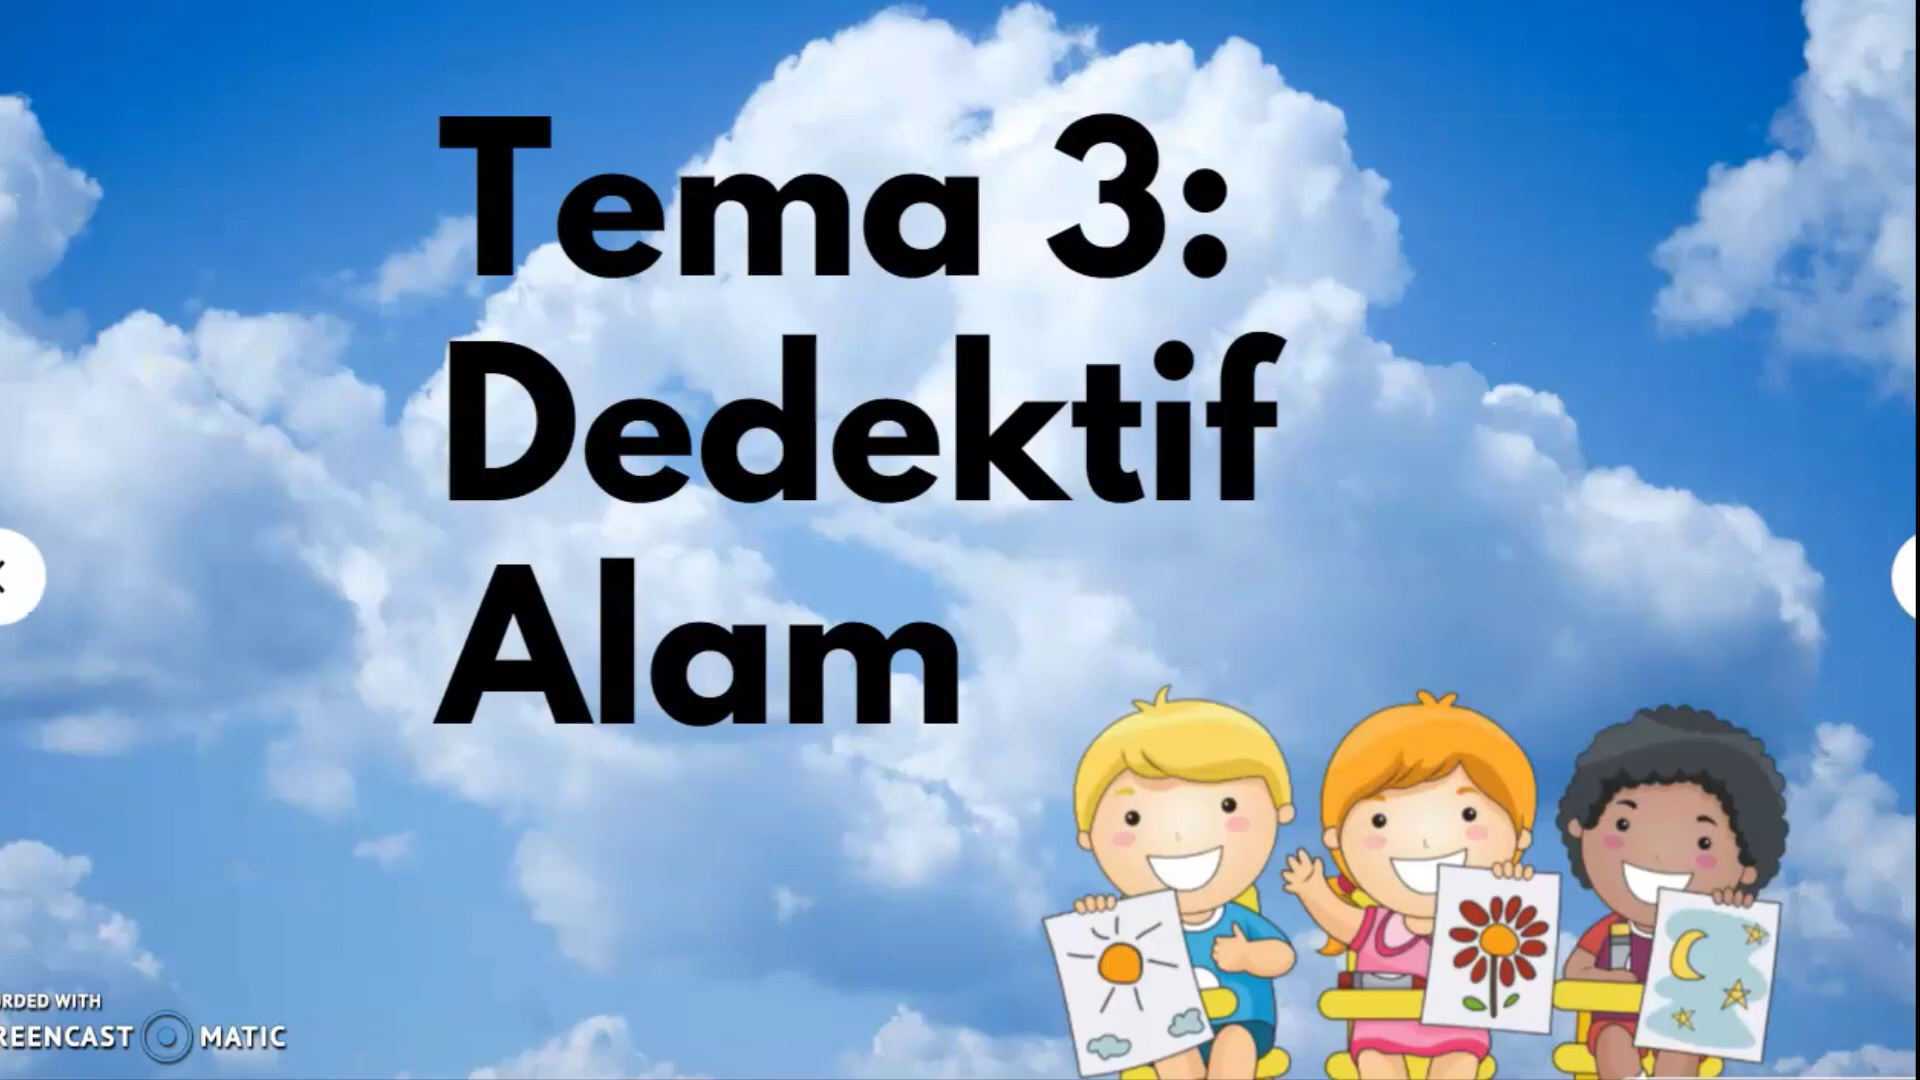 Tema 3:
Dedektif
Alam
RDED WITH
REENCAST MATIC